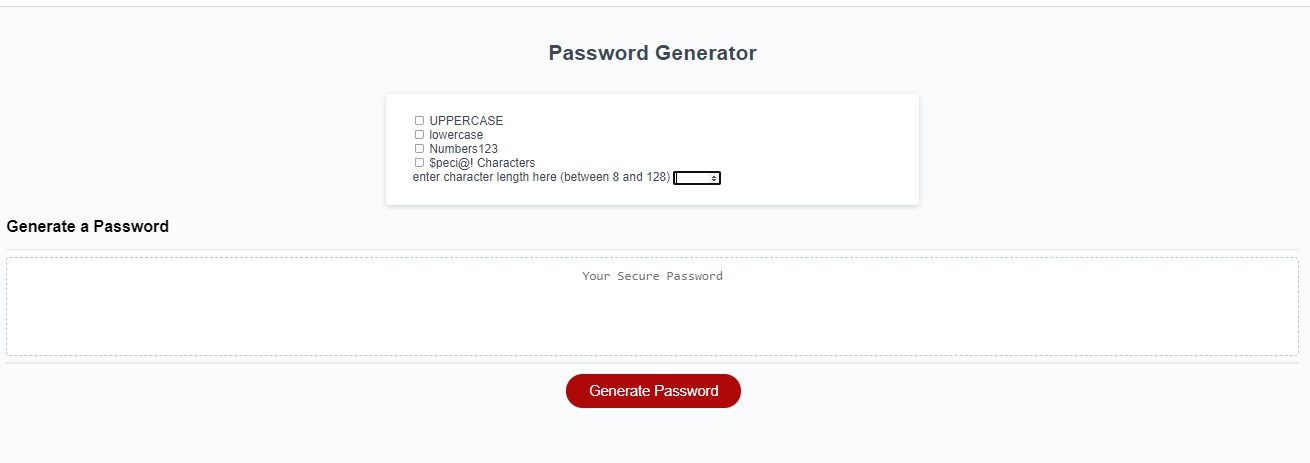 Password Generator
UPPERCASE
lowercase
Numbers123
$peci@! Characters
enter character length here (between 8 and 128)
Generate a Password
Your Secure Password
Generate Password